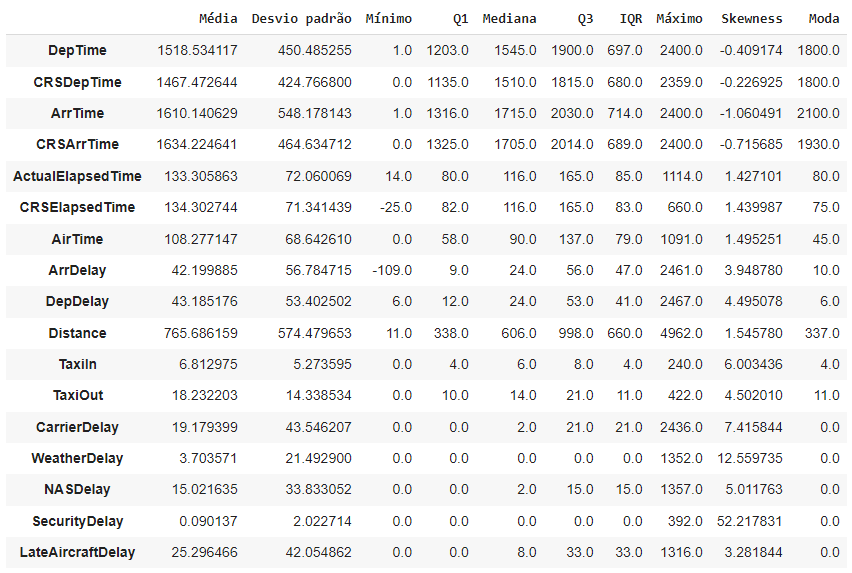 Média Desvio padrão Mínimo Q1 Mediana Q3 IQR Máximo Skewness Moda
DepTime 1518.534117 450.485255 1.0 1203.0 1545.0 1900.0 697.0 2400.0 -0.409174 1800.0
CRSDepTime 1467.472644 424.766800 0.0 1135.0 1510.0 1815.0 680.0 2359.0 -0.226925 1800.0
ArrTime 1610.140629 548.178143 1.0 1316.0 1715.0 2030.0 714.0 2400.0 -1.060491 2100.0
CRSArrTime 1634.224641 464.634712 0.0 1325.0 1705.0 2014.0 689.0 2400.0 -0.715685 1930.0
ActualElapsedTime 133.305863 72.060069 14.0 80.0 116.0 165.0 85.0 1114.0 1.427101 80.0
CRSElapsedTime 134.302744 71.341439 -25.0 82.0 116.0 165.0 83.0 660.0 1.439987 75.0
AirTime 108.277147 68.642610 0.0 58.0 90.0 137.0 79.0 1091.0 1.495251 45.0
ArrDelay 42.199885 56.784715 -109.0 9.0 24.0 56.0 47.0 2461.0 3.948780 10.0
DepDelay 43.185176 53.402502 6.0 12.0 24.0 53.0 41.0 2467.0 4.495078 6.0
Distance 765.686159 574.479653 11.0 338.0 606.0 998.0 660.0 4962.0 1.545780 337.0
TaxiIn 6.812975 5.273595 0.0 4.0 6.0 8.0 4.0 240.0 6.003436 4.0
TaxiOut 18.232203 14.338534 0.0 10.0 14.0 21.0 11.0 422.0 4.502010 11.0
CarrierDelay 19.179399 43.546207 0.0 0.0 2.0 21.0 21.0 2436.0 7.415844 0.0
WeatherDelay 3.703571 21.492900 0.0 0.0 0.0 0.0 0.0 1352.0 12.559735 0.0
NASDelay 15.021635 33.833052 0.0 0.0 2.0 15.0 15.0 1357.0 5.011763 0.0
SecurityDelay 0.090137 2.022714 0.0 0.0 0.0 0.0 0.0 392.0 52.217831 0.0
LateAircraftDelay 25.296466 42.054862 0.0 0.0 8.0 33.0 33.0 1316.0 3.281844 0.0